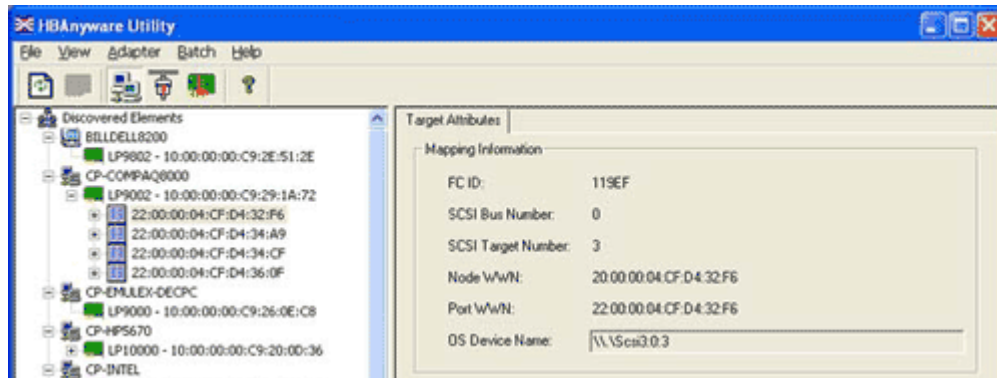 HBAnyware Utility
File View Adapter Batch Help
Discovered Elements
BILLDELL8200
LP9802 - 10:00:00:00:C9:2E:51:2E
CP-COMPAQ8000
LP9002 - 10:00:00:00:C9:29:1A:72
22:00:00:04:CF:D4:32:F6
22:00:00:04:CF:D4:34:A9
22:00:00:04:CF:D4:34:CF
22:00:00:04:CF:D4:36:0F
CP-EMULEX-DECPC
LP9000 - 10:00:00:00:C9:26:0E:C8
CP-HPS670
LP10000 - 10:00:00:00:C9:20:0D:36
CP-INTEL
Target Attributes
Mapping Information
FC ID: 119EF
SCSI Bus Number: 0
SCSI Target Number: 3
Node WWN: 20:00:00:04:CF:D4:32:F6
Port WWN: 22:00:00:04:CF:D4:32:F6
OS Device Name: \\.\Scsi3:0:3